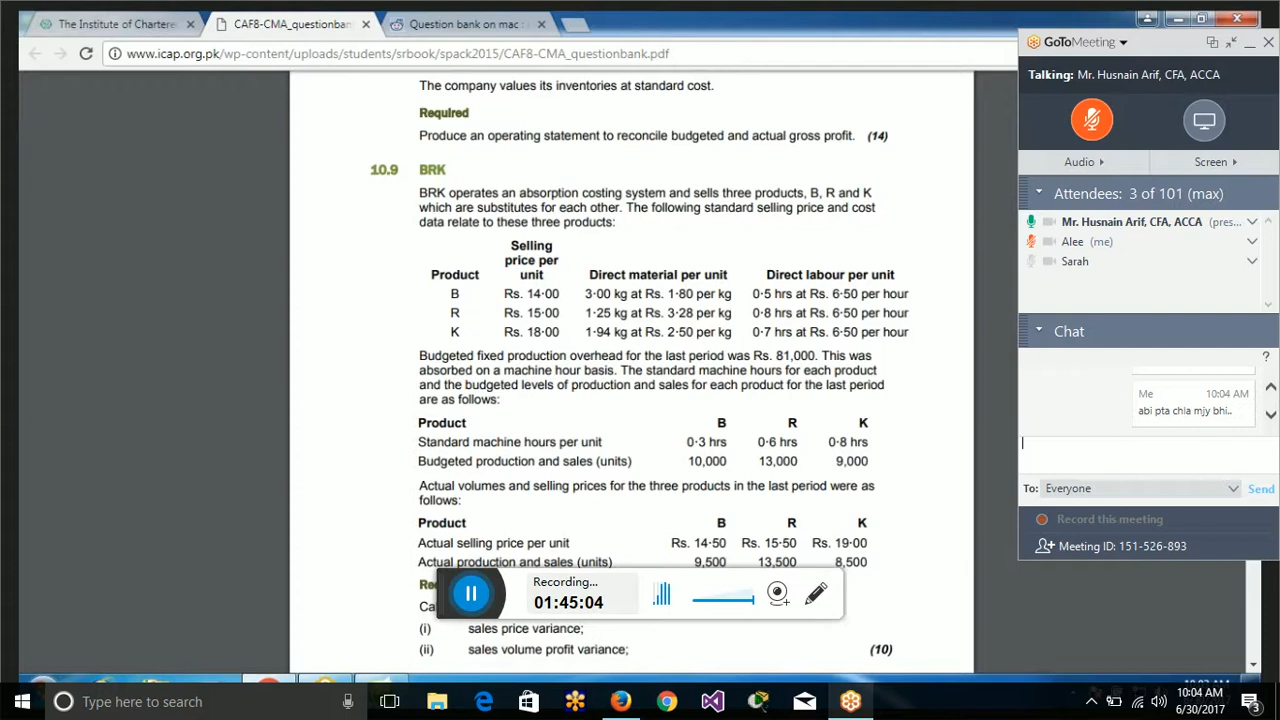 The Institute of Chartere
CAF8-CMA_questionban
Question bank on mac :
www.icap.org.pk/wp-content/uploads/students/srbook/spack2015/CAF8-CMA_questionbank.pdf
The company values its inventories at standard cost.
Required
Produce an operating statement to reconcile budgeted and actual gross profit. (14)
10.9 BRK
BRK operates an absorption costing system and sells three products, B, R and K
which are substitutes for each other. The following standard selling price and cost
data relate to these three products:
Selling
price per
Product unit Direct material per unit Direct labour per unit
B Rs. 14·00 3·00 kg at Rs. 1·80 per kg 0·5 hrs at Rs. 6·50 per hour
R Rs. 15·00 1·25 kg at Rs. 3·28 per kg 0·8 hrs at Rs. 6·50 per hour
K Rs. 18·00 1·94 kg at Rs. 2·50 per kg 0·7 hrs at Rs. 6·50 per hour
Budgeted fixed production overhead for the last period was Rs. 81,000. This was
absorbed on a machine hour basis. The standard machine hours for each product
and the budgeted levels of production and sales for each product for the last period
are as follows:
Product B R K
Standard machine hours per unit 0·3 hrs 0·6 hrs 0·8 hrs
Budgeted production and sales (units) 10,000 13,000 9,000
Actual volumes and selling prices for the three products in the last period were as
follows:
Product B R K
Actual selling price per unit Rs. 14·50 Rs. 15·50 Rs. 19·00
Actual production and sales (units) 9,500 13,500 8,500
Re
Ca
(i) sales price variance;
(ii) sales volume profit variance; (10)
Recording...
01:45:04
GoToMeeting
Talking: Mr. Husnain Arif, CFA, ACCA
Audio
Screen
Attendees: 3 of 101 (max)
Mr. Husnain Arif, CFA, ACCA (pres...
Alee (me)
Sarah
Chat
?
Me 10:04 AM
abi pta chla mjy bhi..
To: Everyone Send
Record this meeting
Meeting ID: 151-526-893
Type here to search
10:04 AM
6/30/2017
3